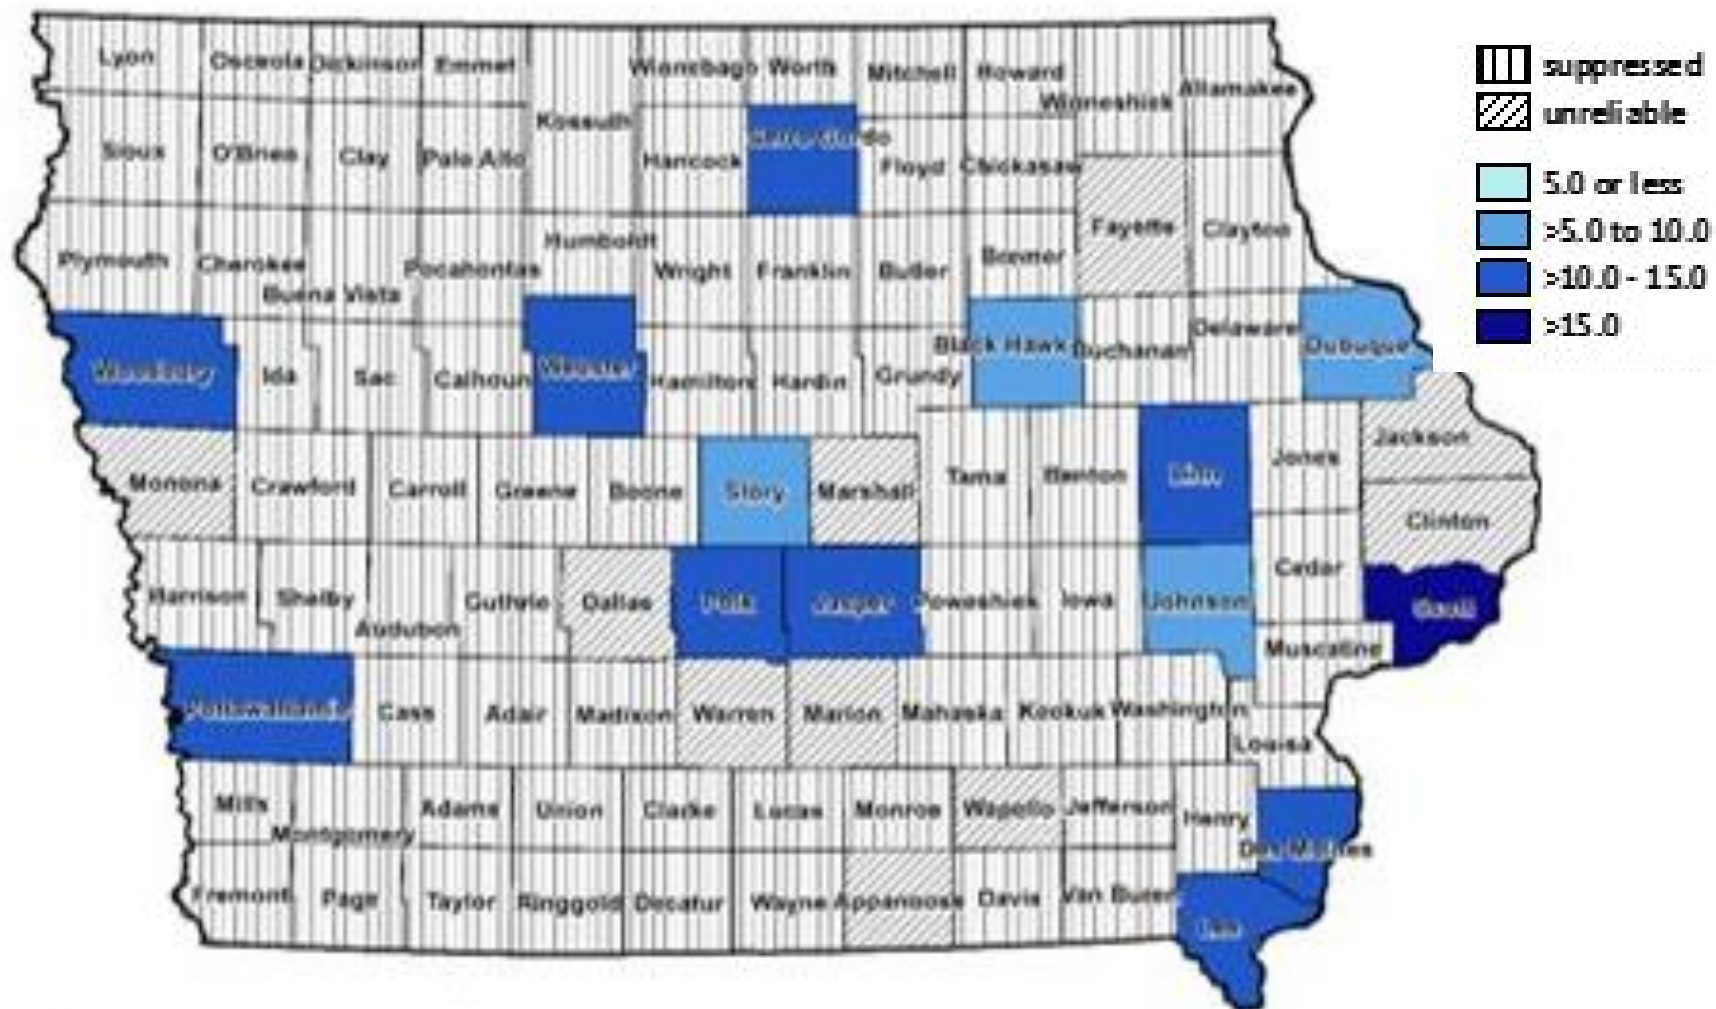 Lyon
Osceola
Dickinson
Emmet
Winnebago
Worth
Mitchell
Howard
Winneshiek
Allamakee
Kossuth
Sioux
O'Brien
Clay
Palo Alto
Hancock
Cerro Gordo
Floyd
Chickasaw
Fayette
Clayton
Plymouth
Cherokee
Buena Vista
Pocahontas
Humboldt
Wright
Franklin
Butler
Bremer
Woodbury
Ida
Sac
Calhoun
Webster
Hamilton
Hardin
Grundy
Black Hawk
Buchanan
Delaware
Dubuque
Monona
Crawford
Carroll
Greene
Boone
Story
Marshall
Tama
Benton
Linn
Jones
Jackson
Clinton
Harrison
Shelby
Audubon
Guthrie
Dallas
Polk
Jasper
Poweshiek
Iowa
Johnson
Cedar
Scott
Muscatine
Pottawattamie
Cass
Adair
Madison
Warren
Marion
Mahaska
Keokuk
Washington
Louisa
Mills
Montgomery
Adams
Union
Clarke
Lucas
Monroe
Wapello
Jefferson
Henry
Des Moines
Fremont
Page
Taylor
Ringgold
Decatur
Wayne
Appanoose
Davis
Van Buren
Lee
suppressed
unreliable
5.0 or less
>5.0 to 10.0
>10.0 - 15.0
>15.0